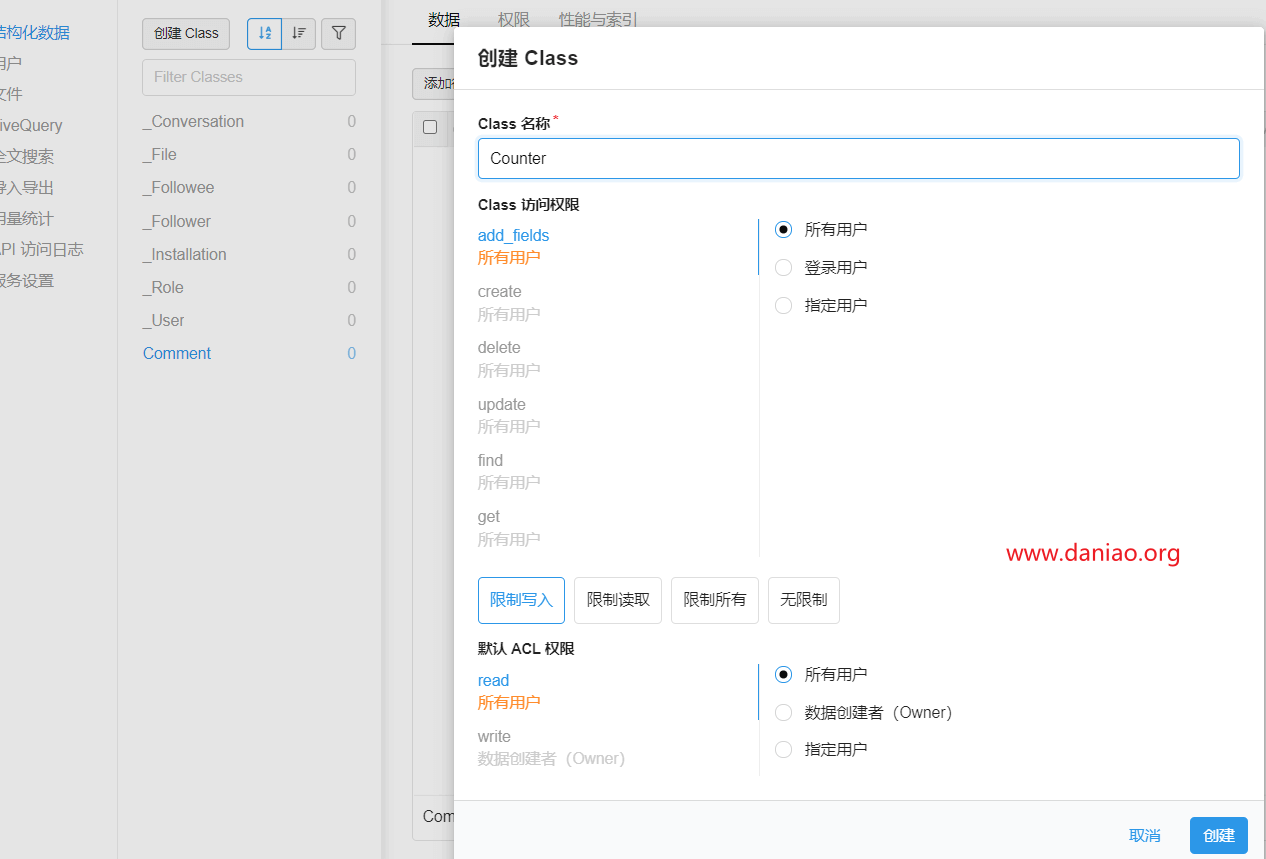 结构化数据
用户
文件
LiveQuery
全文搜索
导入导出
用量统计
API 访问日志
服务设置
创建 Class
Filter Classes
_Conversation 0
_File 0
_Followee 0
_Follower 0
_Installation 0
_Role 0
_User 0
Comment 0
数据 权限 性能与索引
添加行
Com
创建 Class
Class 名称*
Counter
Class 访问权限
add_fields
所有用户
create
所有用户
delete
所有用户
update
所有用户
find
所有用户
get
所有用户
所有用户
登录用户
指定用户
www.daniao.org
限制写入 限制读取 限制所有 无限制
默认 ACL 权限
read
所有用户
write
数据创建者（Owner）
所有用户
数据创建者（Owner）
指定用户
取消 创建